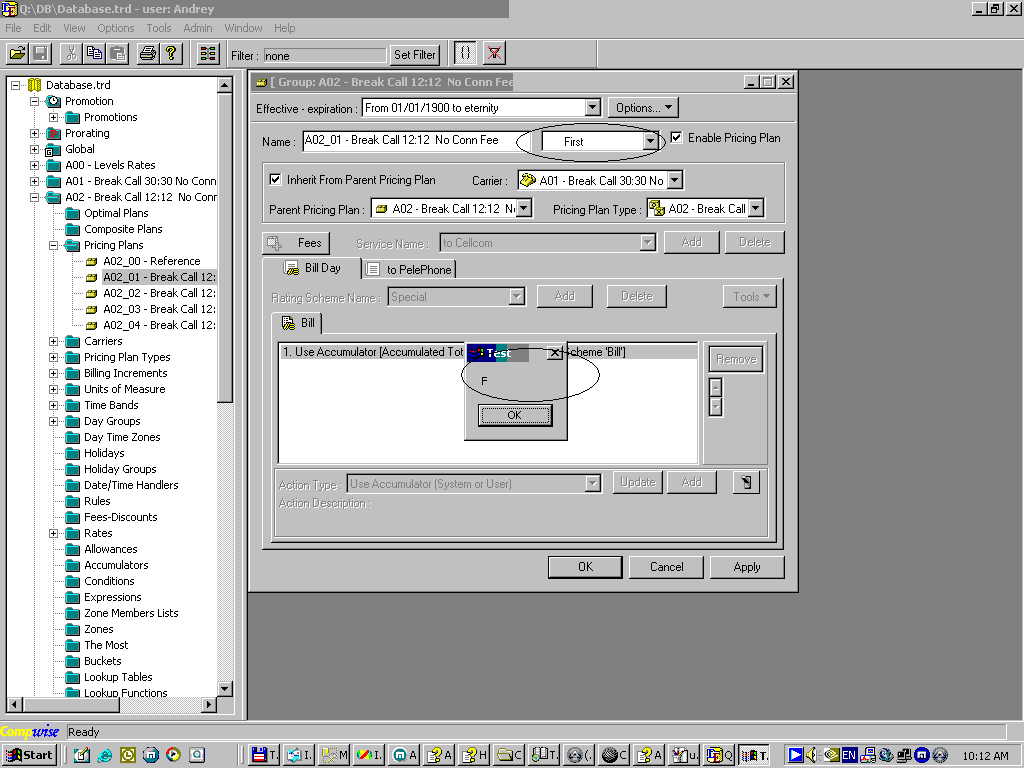 Q:\DB\Database.trd - user: Andrey
File Edit View Options Tools Admin Window Help
Filter : none Set Filter
Database.trd
Promotion
Promotions
Prorating
Global
A00 - Levels Rates
A01 - Break Call 30:30 No Conn
A02 - Break Call 12:12 No Conr
Optimal Plans
Composite Plans
Pricing Plans
A02_00 - Reference
A02_01 - Break Call 12:
A02_02 - Break Call 12:
A02_03 - Break Call 12:
A02_04 - Break Call 12:
Carriers
Pricing Plan Types
Billing Increments
Units of Measure
Time Bands
Day Groups
Day Time Zones
Holidays
Holiday Groups
Date/Time Handlers
Rules
Fees-Discounts
Rates
Allowances
Accumulators
Conditions
Expressions
Zone Members Lists
Zones
The Most
Buckets
Lookup Tables
Lookup Functions
[ Group: A02 - Break Call 12:12 No Conn Fee
Effective - expiration : From 01/01/1900 to eternity Options...
Name : A02_01 - Break Call 12:12 No Conn Fee First Enable Pricing Plan
Inherit From Parent Pricing Plan Carrier : A01 - Break Call 30:30 No
Parent Pricing Plan : A02 - Break Call 12:12 Pricing Plan Type : A02 - Break Call
Fees Service Name : to Cellcom Add Delete
Bill Day to PelePhone
Rating Scheme Name : Special Add Delete Tools
Bill
1. Use Accumulator [Accumulated Tot cheme 'Bill']
Remove
Test
F
OK
Action Type : Use Accumulator (System or User) Update Add
Action Description :
OK Cancel Apply
Compwise Ready
Start T. I. M I. A A H C T. (. C A u. Q T. EN 10:12 AM